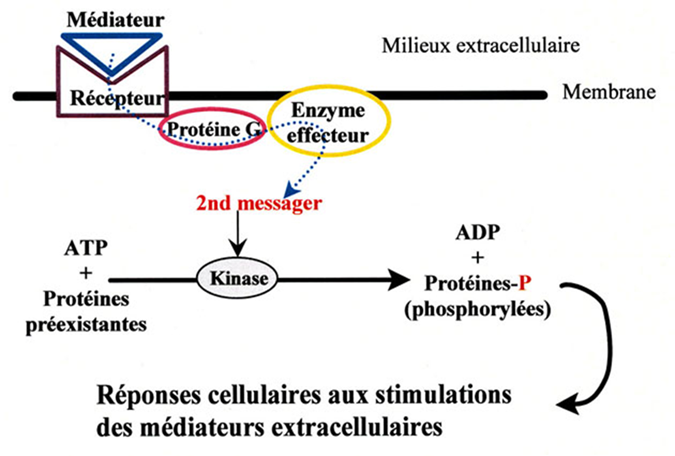 Médiateur
Milieux extracellulaire
Récepteur
Membrane
Enzyme
effecteur
Protéine G
2nd messager
ATP
+
Protéines
préexistantes
Kinase
ADP
+
Protéines-P
(phosphorylées)
Réponses cellulaires aux stimulations
des médiateurs extracellulaires